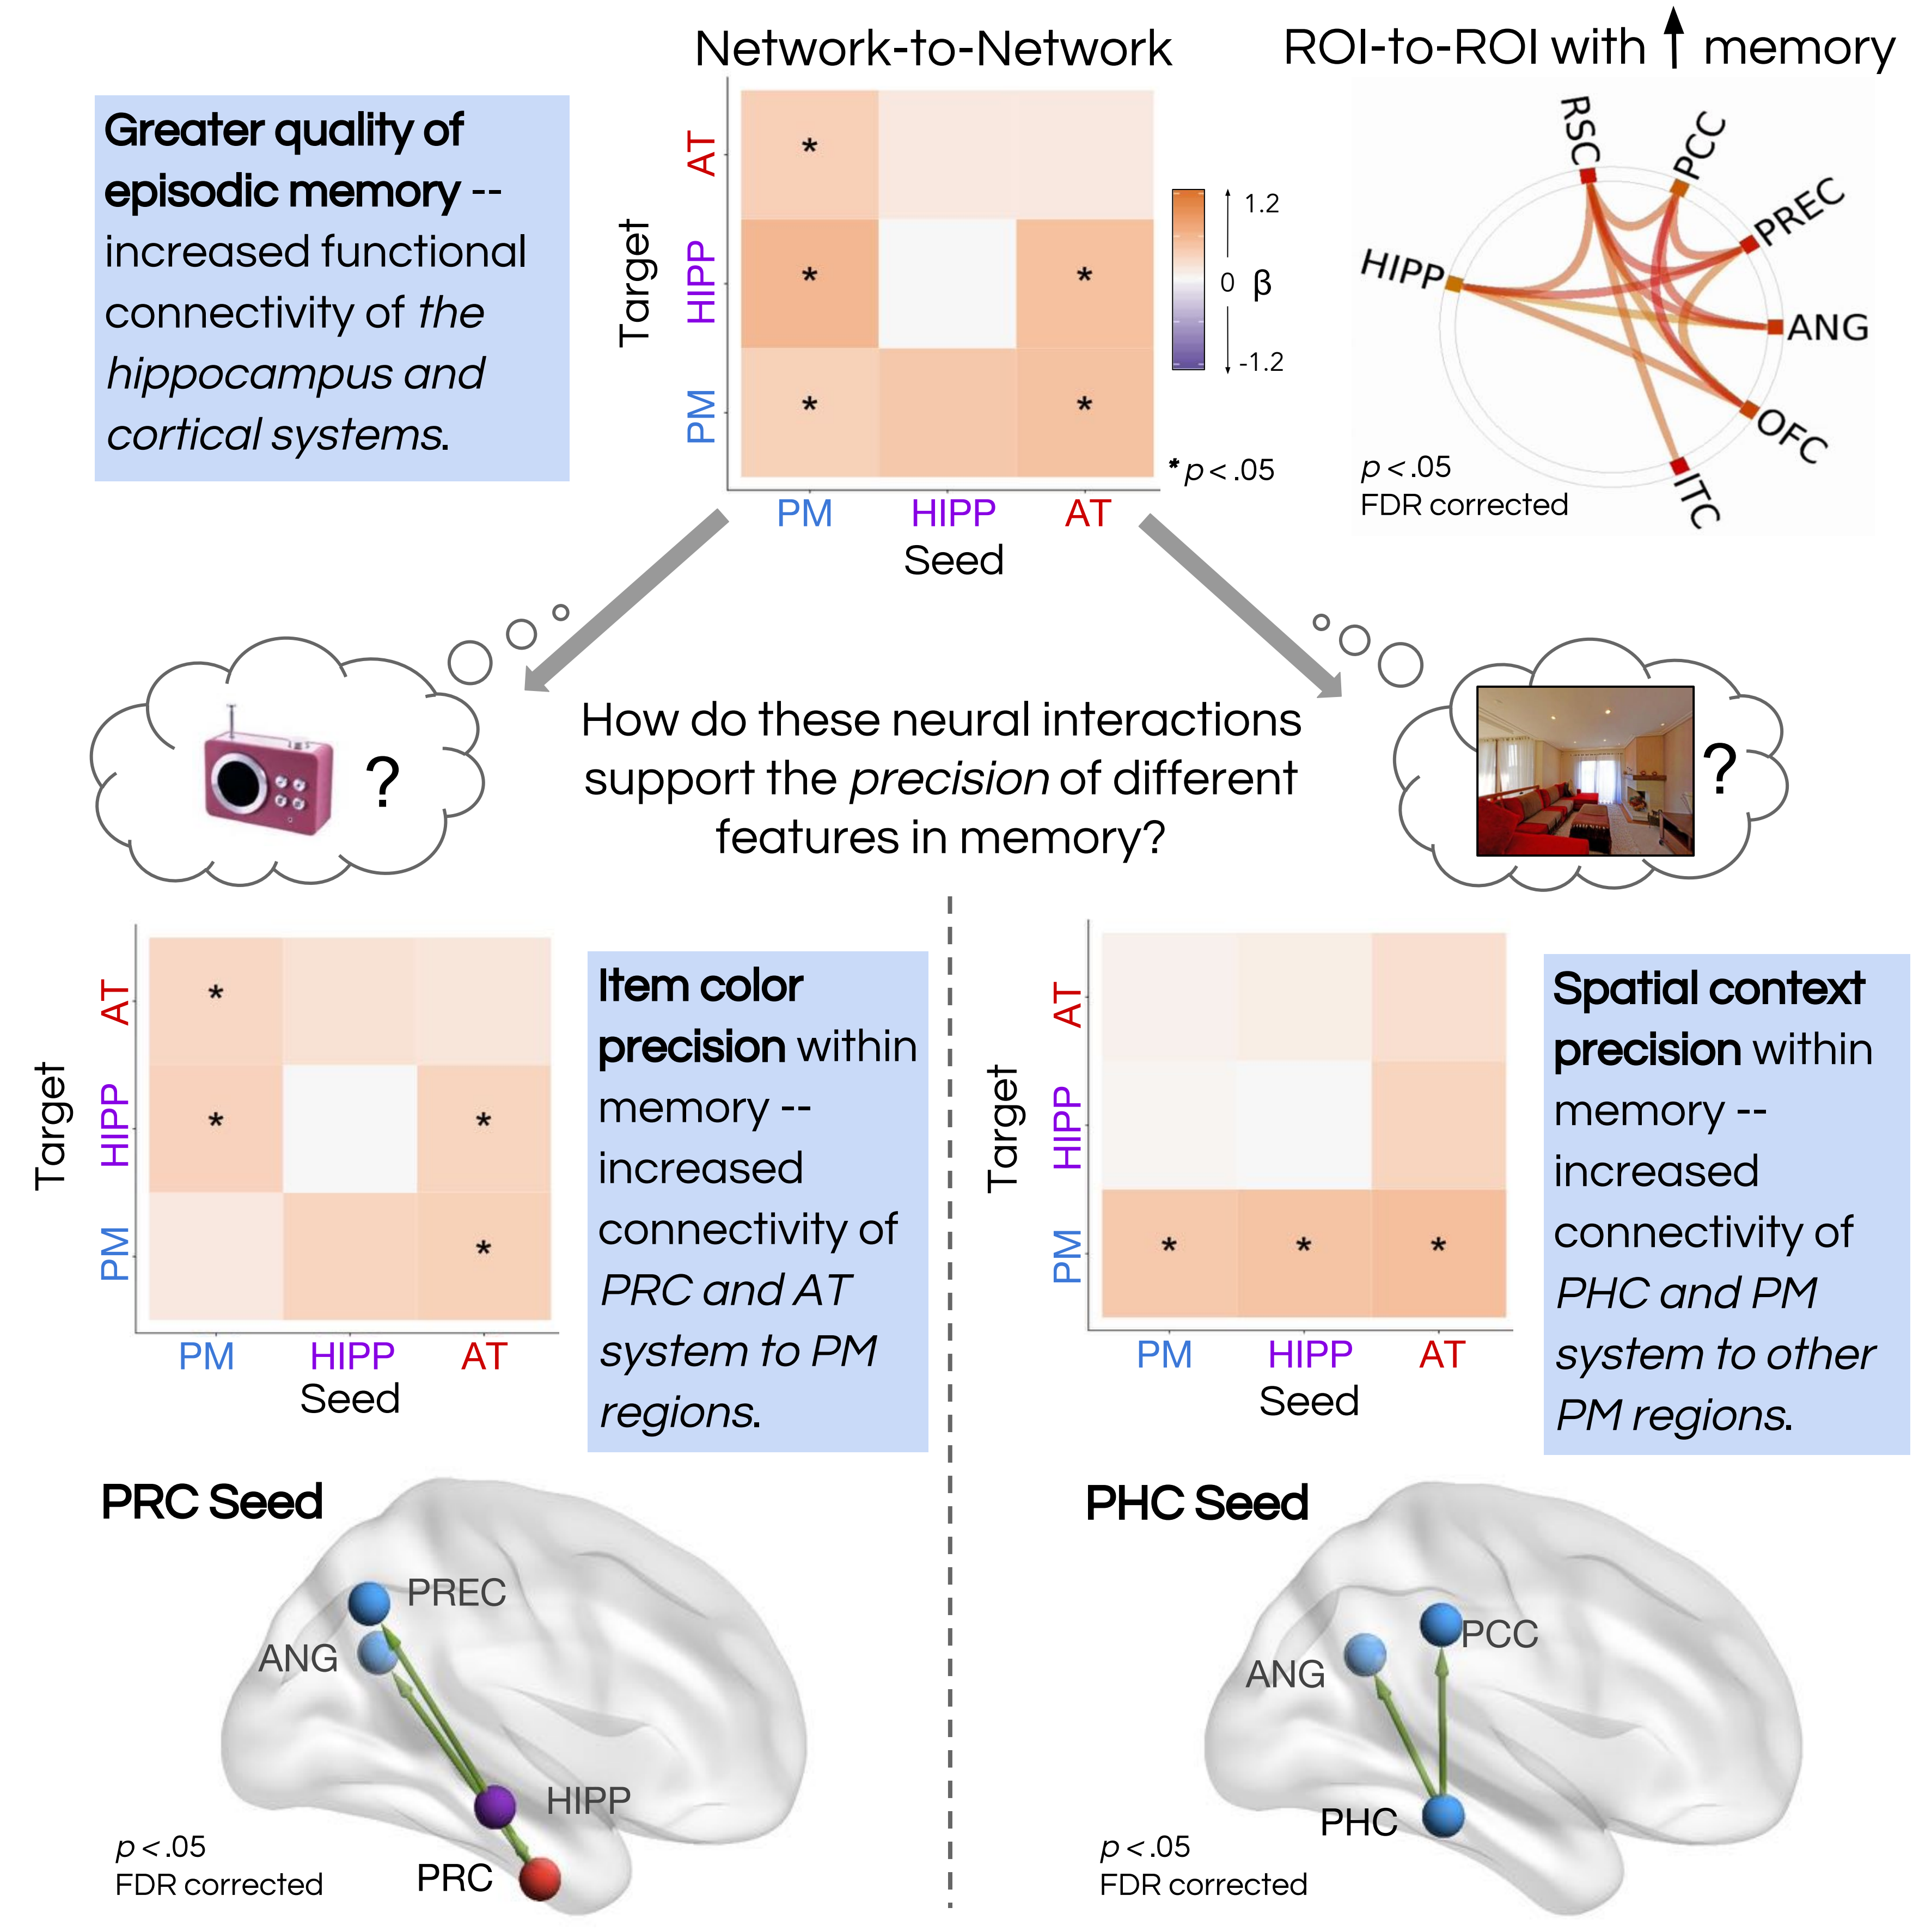 Network-to-Network
ROI-to-ROI with memory
Greater quality of
episodic memory --
increased functional
connectivity of the
hippocampus and
cortical systems.
Target
AT
HIPP
PM
*
*
*
*
*
1.2
0 β
-1.2
* p < .05
PM HIPP AT
Seed
RSC
PCC
PREC
HIPP
ANG
OFC
ITC
p < .05
FDR corrected
?
How do these neural interactions
support the precision of different
features in memory?
?
Target
AT
HIPP
PM
*
*
*
*
PM HIPP AT
Seed
Item color
precision within
memory --
increased
connectivity of
PRC and AT
system to PM
regions.
PRC Seed
PREC
ANG
HIPP
PRC
p < .05
FDR corrected
Target
AT
HIPP
PM
* * *
PM HIPP AT
Seed
Spatial context
precision within
memory --
increased
connectivity of
PHC and PM
system to other
PM regions.
PHC Seed
PCC
ANG
PHC
p < .05
FDR corrected